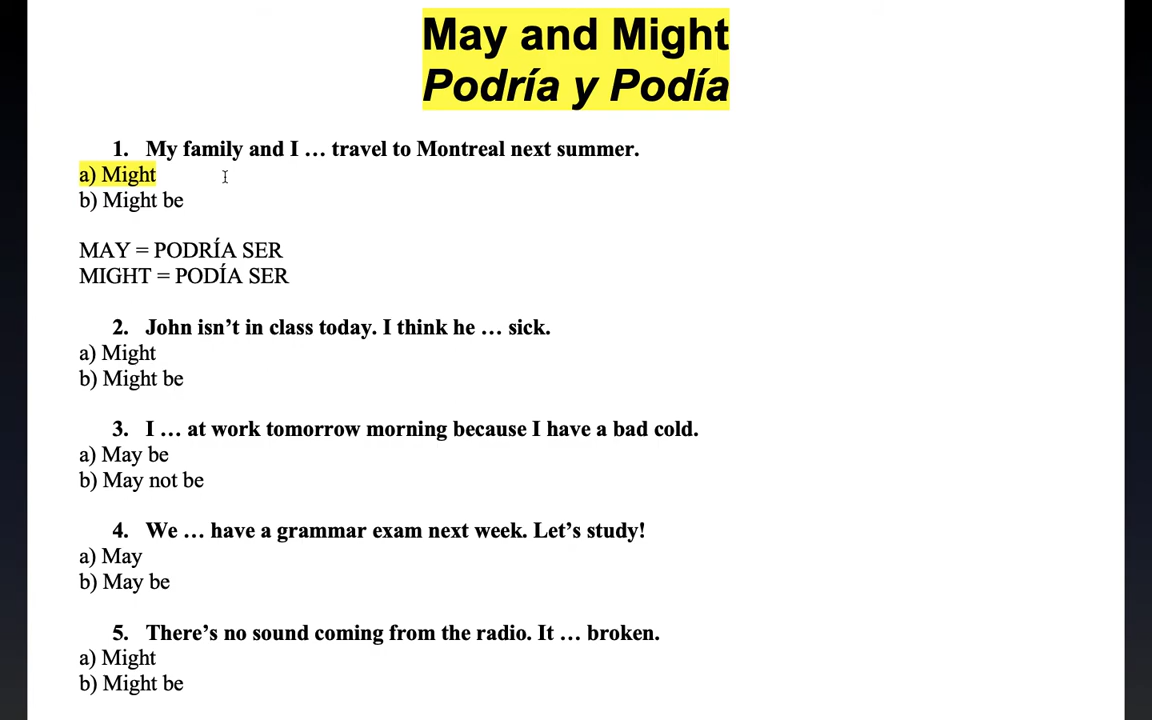 May and Might
Podría y Podía
1. My family and I … travel to Montreal next summer.
a) Might
b) Might be
MAY = PODRÍA SER
MIGHT = PODÍA SER
2. John isn’t in class today. I think he … sick.
a) Might
b) Might be
3. I … at work tomorrow morning because I have a bad cold.
a) May be
b) May not be
4. We … have a grammar exam next week. Let’s study!
a) May
b) May be
5. There’s no sound coming from the radio. It … broken.
a) Might
b) Might be